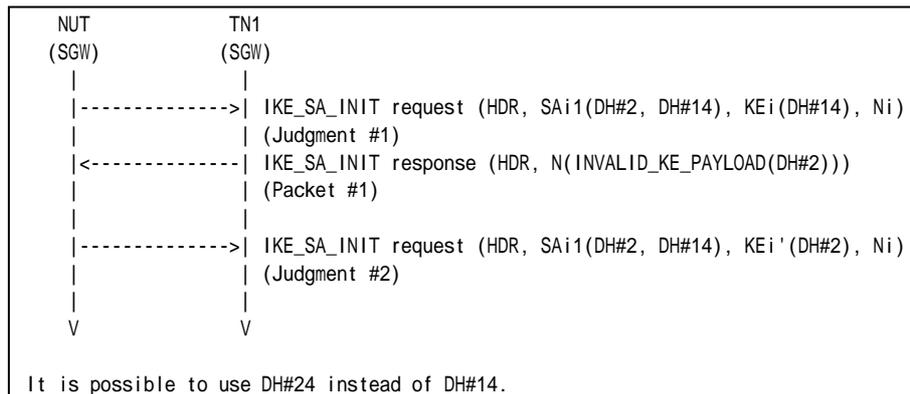 NUT TN1
(SGW) (SGW)
| |
|-------------->| IKE_SA_INIT request (HDR, SAi1(DH#2, DH#14), KEi(DH#14), Ni)
| | (Judgment #1)
|<--------------| IKE_SA_INIT response (HDR, N(INVALID_KE_PAYLOAD(DH#2)))
| | (Packet #1)
| |
|-------------->| IKE_SA_INIT request (HDR, SAi1(DH#2, DH#14), KEi'(DH#2), Ni)
| | (Judgment #2)
| |
V V
It is possible to use DH#24 instead of DH#14.